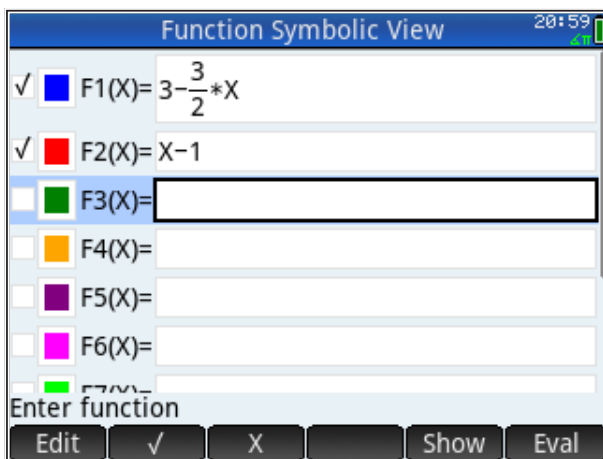 Function Symbolic View 20:59
∡π
√ F1(X)= 3−3/2*X
√ F2(X)= X−1
F3(X)=
F4(X)=
F5(X)=
F6(X)=
Enter function
Edit √ X Show Eval